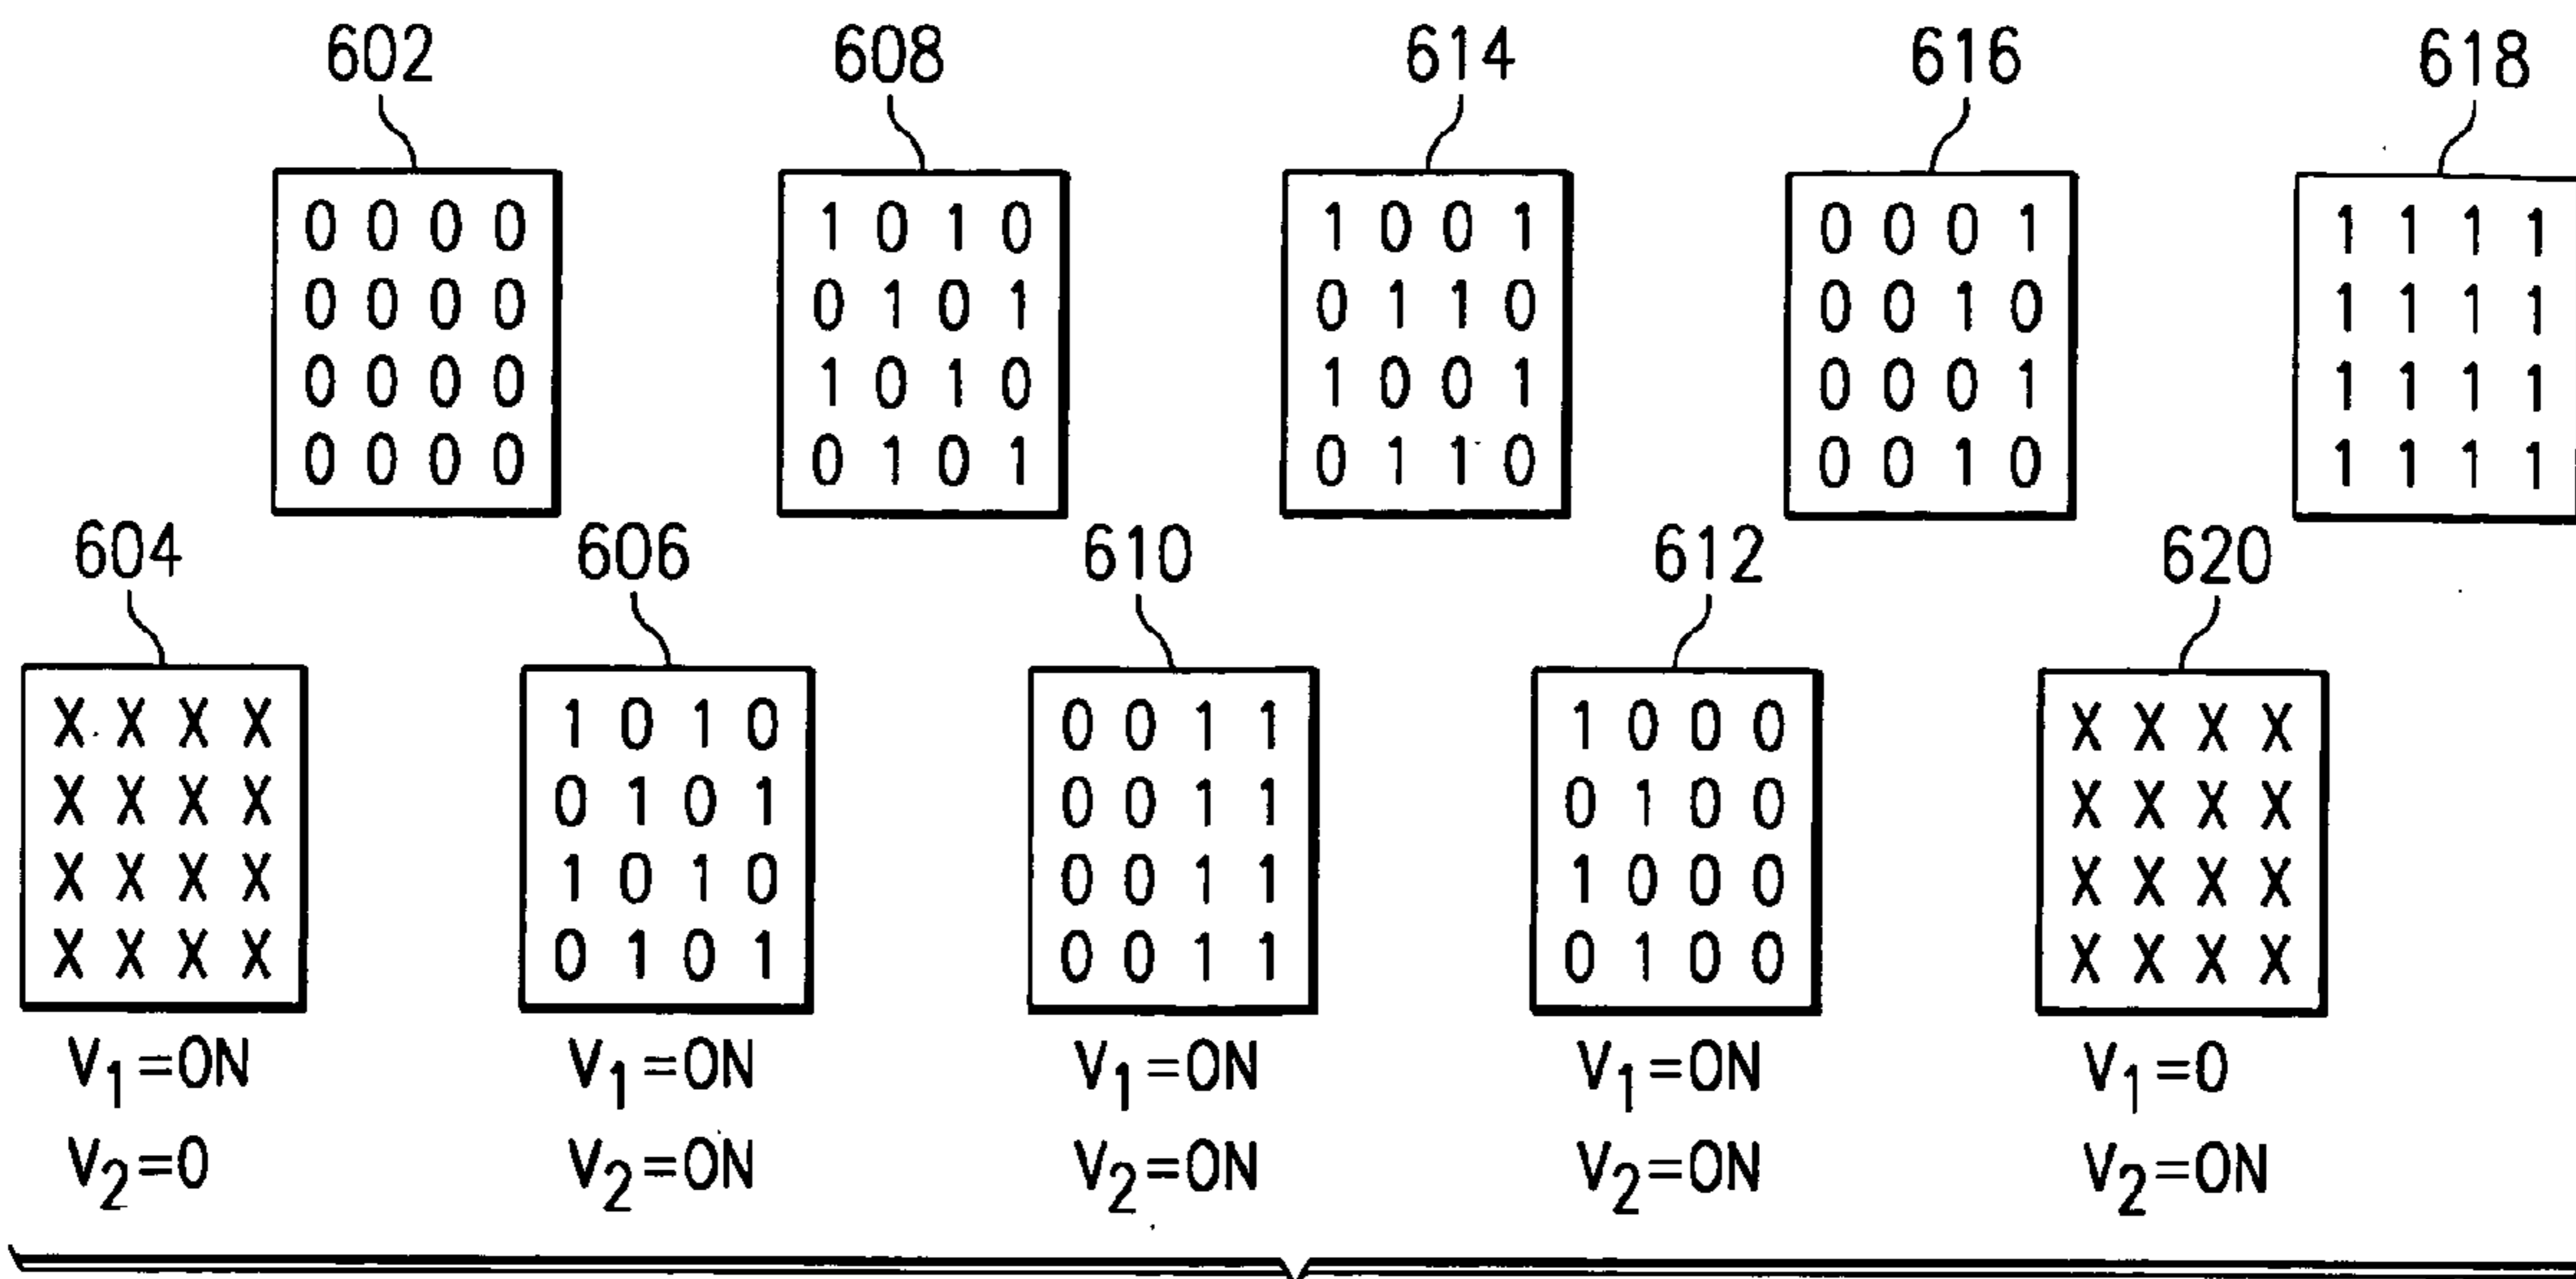 602 608 614 616 618
0 0 0 0 1 0 1 0 1 0 0 1 0 0 0 1 1 1 1 1
0 0 0 0 0 1 0 1 0 1 1 0 0 0 1 0 1 1 1 1
0 0 0 0 1 0 1 0 1 0 0 1 0 0 0 1 1 1 1 1
0 0 0 0 0 1 0 1 0 1 1 0 0 0 1 0 1 1 1 1
604 606 610 612 620
X X X X 1 0 1 0 0 0 1 1 1 0 0 0 X X X X
X X X X 0 1 0 1 0 0 1 1 0 1 0 0 X X X X
X X X X 1 0 1 0 0 0 1 1 1 0 0 0 X X X X
X X X X 0 1 0 1 0 0 1 1 0 1 0 0 X X X X
V₁=ON V₁=ON V₁=ON V₁=ON V₁=0
V₂=0 V₂=ON V₂=ON V₂=ON V₂=ON